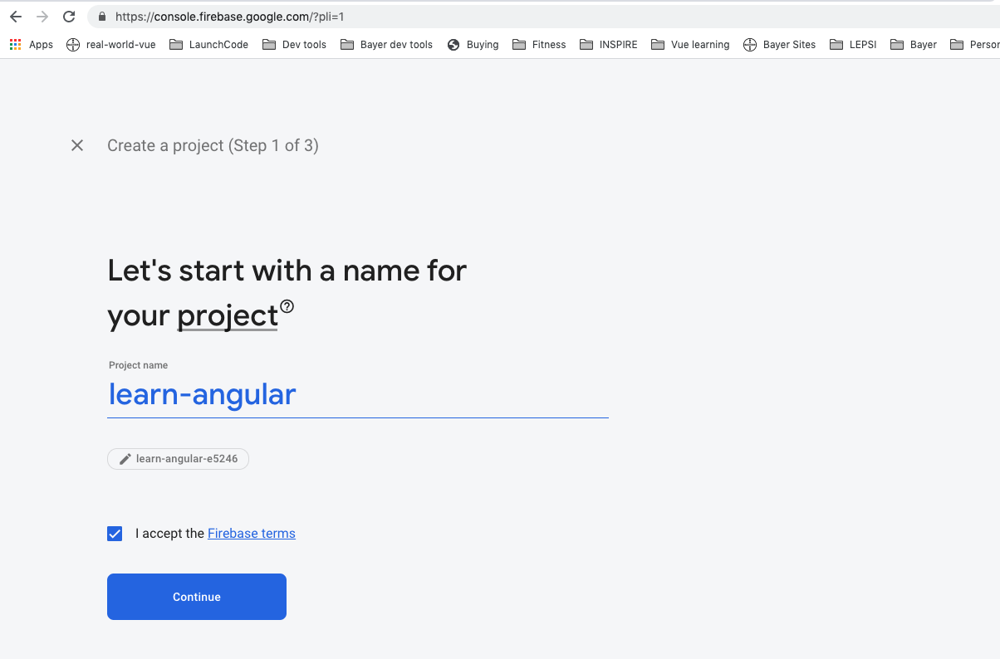 https://console.firebase.google.com/?pli=1
Apps real-world-vue LaunchCode Dev tools Bayer dev tools Buying Fitness INSPIRE Vue learning Bayer Sites LEPSI Bayer Person
Create a project (Step 1 of 3)
Let's start with a name for
your project
Project name
learn-angular
learn-angular-e5246
I accept the Firebase terms
Continue